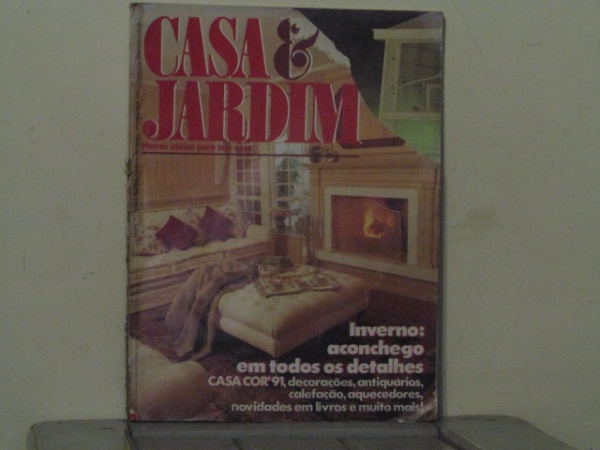 CASA &
JARDIM
Novas idéias para sua casa
Inverno:
aconchego
em todos os detalhes
CASA COR'91, decorações, antiquários,
calefação, aquecedores,
novidades em livros e muito mais!